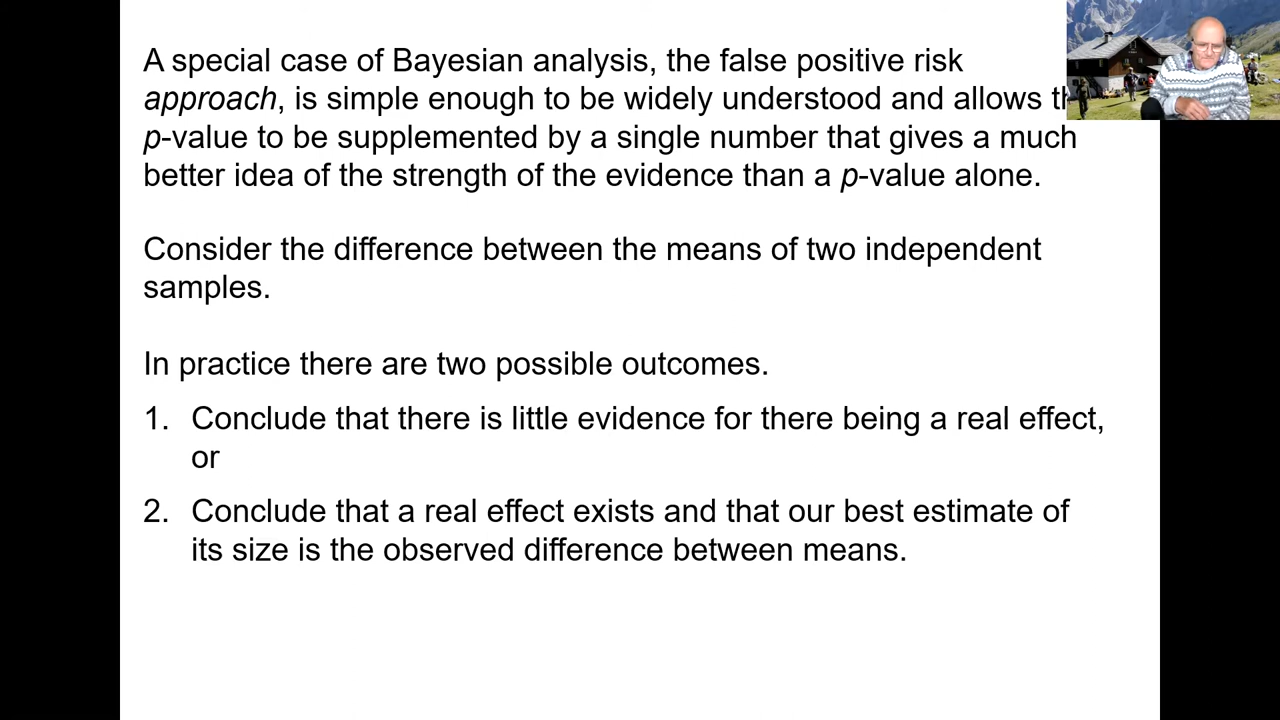 A special case of Bayesian analysis, the false positive risk
approach, is simple enough to be widely understood and allows
p-value to be supplemented by a single number that gives a much
better idea of the strength of the evidence than a p-value alone.
Consider the difference between the means of two independent
samples.
In practice there are two possible outcomes.
1. Conclude that there is little evidence for there being a real effect,
or
2. Conclude that a real effect exists and that our best estimate of
its size is the observed difference between means.